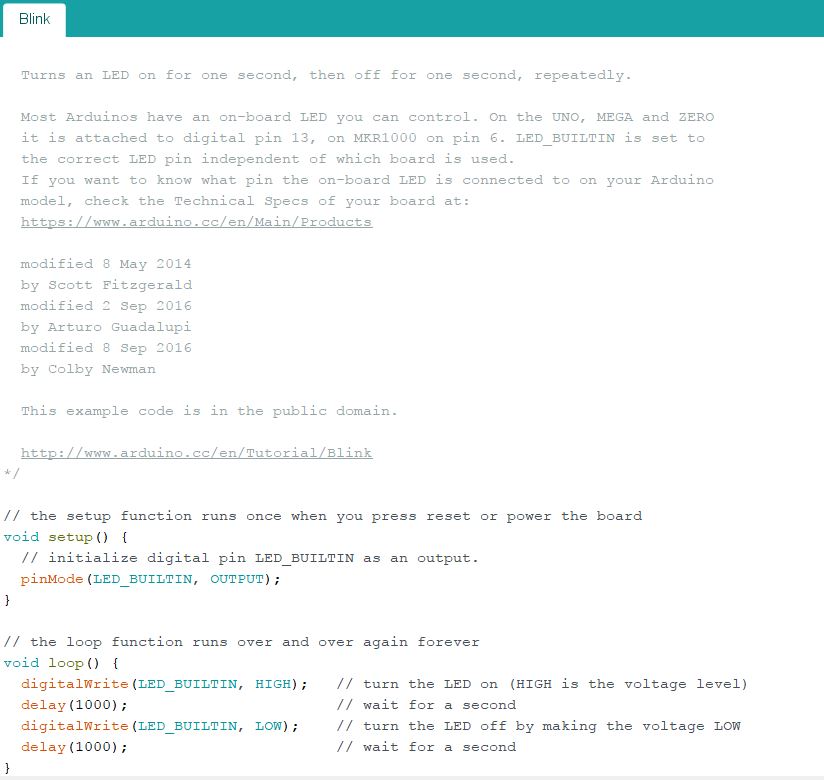 Blink
Turns an LED on for one second, then off for one second, repeatedly.
Most Arduinos have an on-board LED you can control. On the UNO, MEGA and ZERO
it is attached to digital pin 13, on MKR1000 on pin 6. LED_BUILTIN is set to
the correct LED pin independent of which board is used.
If you want to know what pin the on-board LED is connected to on your Arduino
model, check the Technical Specs of your board at:
https://www.arduino.cc/en/Main/Products
modified 8 May 2014
by Scott Fitzgerald
modified 2 Sep 2016
by Arturo Guadalupi
modified 8 Sep 2016
by Colby Newman
This example code is in the public domain.
http://www.arduino.cc/en/Tutorial/Blink
*/
// the setup function runs once when you press reset or power the board
void setup() {
  // initialize digital pin LED_BUILTIN as an output.
  pinMode(LED_BUILTIN, OUTPUT);
}
// the loop function runs over and over again forever
void loop() {
  digitalWrite(LED_BUILTIN, HIGH);   // turn the LED on (HIGH is the voltage level)
  delay(1000);                       // wait for a second
  digitalWrite(LED_BUILTIN, LOW);    // turn the LED off by making the voltage LOW
  delay(1000);                       // wait for a second
}